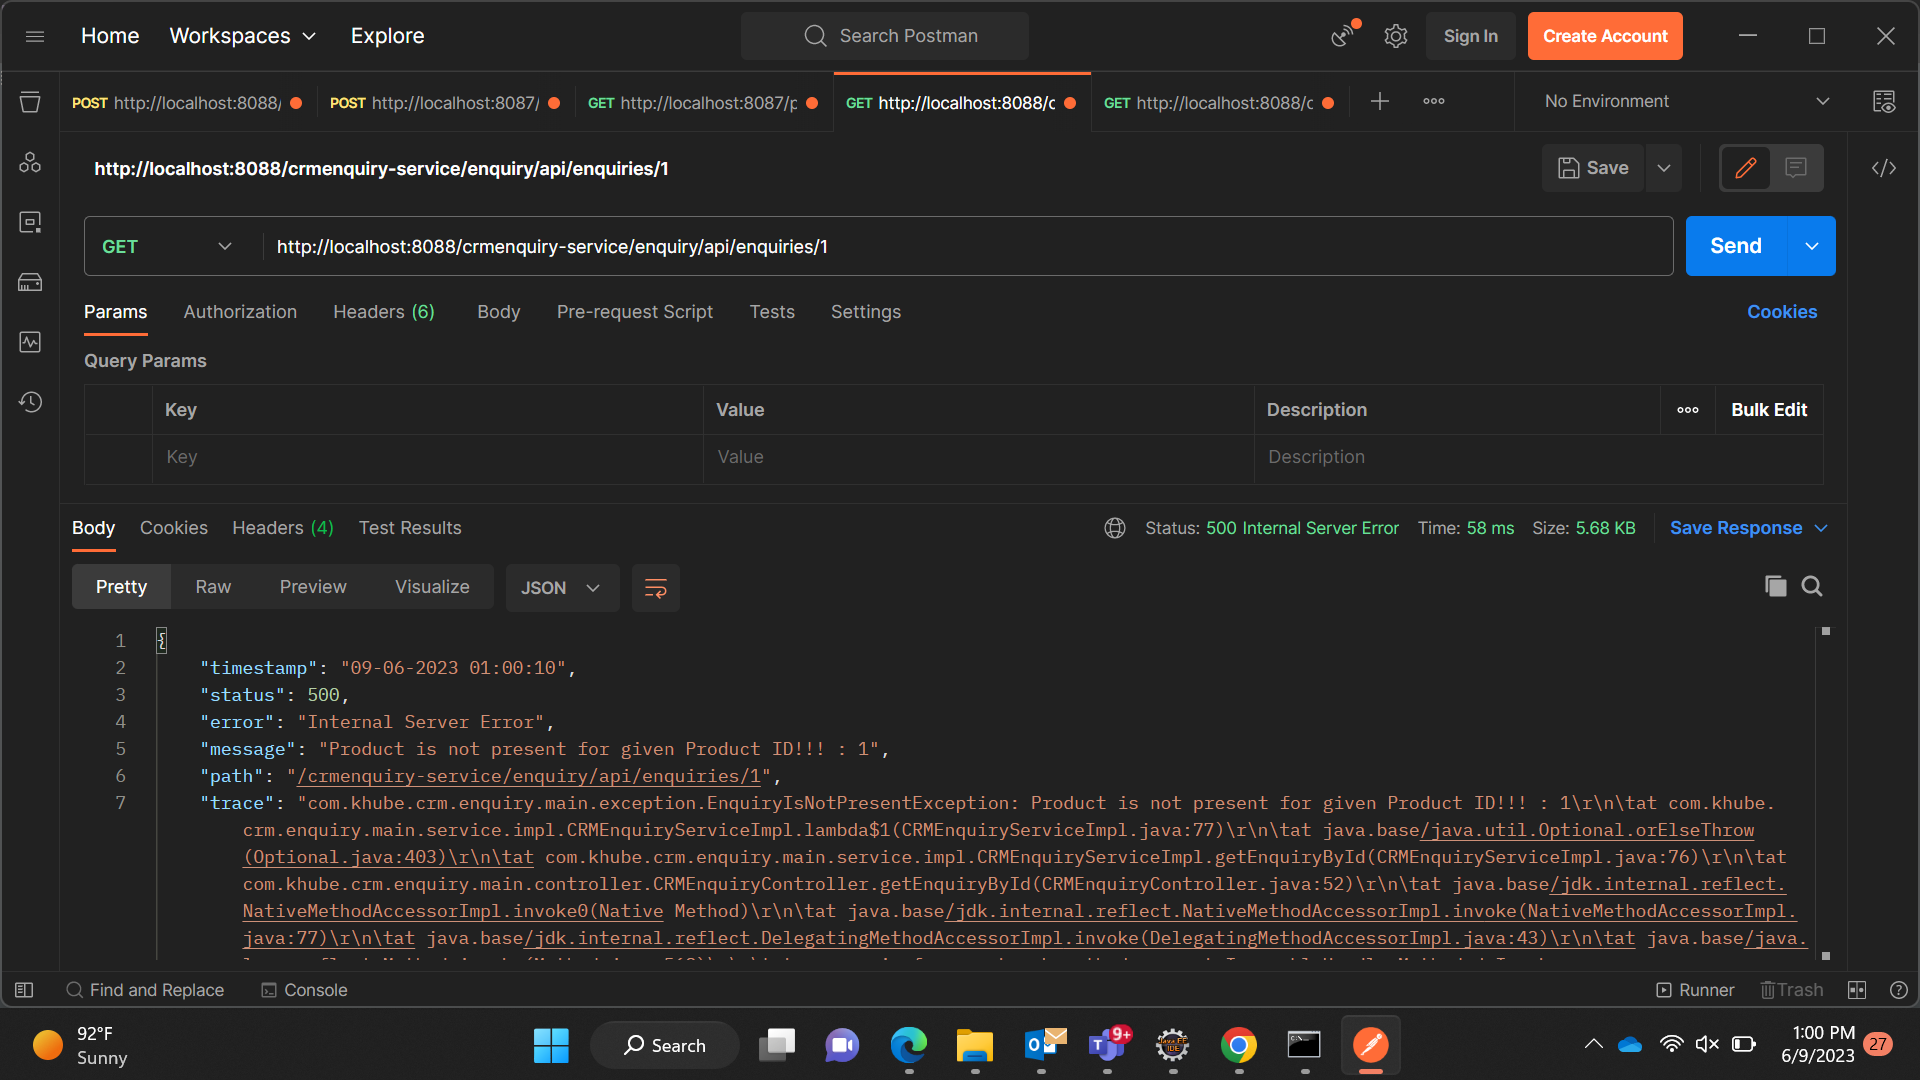 Home Workspaces Explore Search Postman Sign In Create Account
POST http://localhost:8088/ POST http://localhost:8087/ GET http://localhost:8087/p GET http://localhost:8088/c GET http://localhost:8088/c No Environment
http://localhost:8088/crmenquiry-service/enquiry/api/enquiries/1 Save
GET http://localhost:8088/crmenquiry-service/enquiry/api/enquiries/1 Send
Params Authorization Headers (6) Body Pre-request Script Tests Settings Cookies
Query Params
Key Value Description Bulk Edit
Key Value Description
Body Cookies Headers (4) Test Results Status: 500 Internal Server Error Time: 58 ms Size: 5.68 KB Save Response
Pretty Raw Preview Visualize JSON
1 {
2 "timestamp": "09-06-2023 01:00:10",
3 "status": 500,
4 "error": "Internal Server Error",
5 "message": "Product is not present for given Product ID!!! : 1",
6 "path": "/crmenquiry-service/enquiry/api/enquiries/1",
7 "trace": "com.khube.crm.enquiry.main.exception.EnquiryIsNotPresentException: Product is not present for given Product ID!!! : 1\r\n\tat com.khube.
crm.enquiry.main.service.impl.CRMEnquiryServiceImpl.lambda$1(CRMEnquiryServiceImpl.java:77)\r\n\tat java.base/java.util.Optional.orElseThrow
(Optional.java:403)\r\n\tat com.khube.crm.enquiry.main.service.impl.CRMEnquiryServiceImpl.getEnquiryById(CRMEnquiryServiceImpl.java:76)\r\n\tat
com.khube.crm.enquiry.main.controller.CRMEnquiryController.getEnquiryById(CRMEnquiryController.java:52)\r\n\tat java.base/jdk.internal.reflect.
NativeMethodAccessorImpl.invoke0(Native Method)\r\n\tat java.base/jdk.internal.reflect.NativeMethodAccessorImpl.invoke(NativeMethodAccessorImpl.
java:77)\r\n\tat java.base/jdk.internal.reflect.DelegatingMethodAccessorImpl.invoke(DelegatingMethodAccessorImpl.java:43)\r\n\tat java.base/java.
Find and Replace Console Runner Trash
92°F
Sunny
Search
9+
1:00 PM
6/9/2023
27